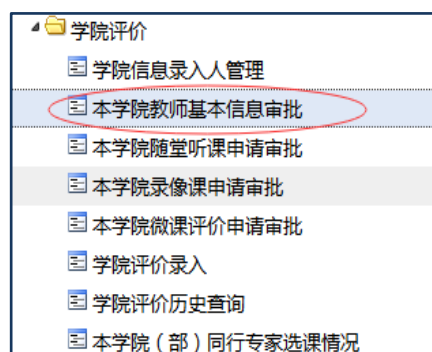 学院评价
学院信息录入人管理
本学院教师基本信息审批
本学院随堂听课申请审批
本学院录像课申请审批
本学院微课评价申请审批
学院评价录入
学院评价历史查询
本学院（部）同行专家选课情况